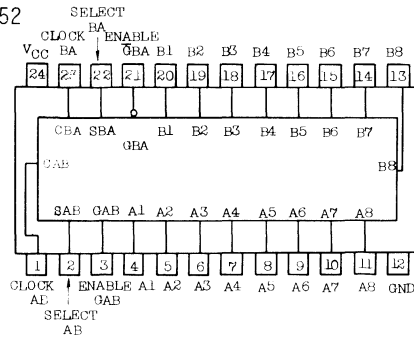 52
SELECT
BA
CLOCK ENABLE
VCC BA GBA B1 B2 B3 B4 B5 B6 B7 B8
24 23 22 21 20 19 18 17 16 15 14 13
CBA SBA B1 B2 B3 B4 B5 B6 B7
GBA
CAB B8
SAB GAB A1 A2 A3 A4 A5 A6 A7 A8
1 2 3 4 5 6 7 8 9 10 11 12
CLOCK ENABLE A1 A2 A3 A4 A5 A6 A7 A8 GND
AB GAB
SELECT
AB